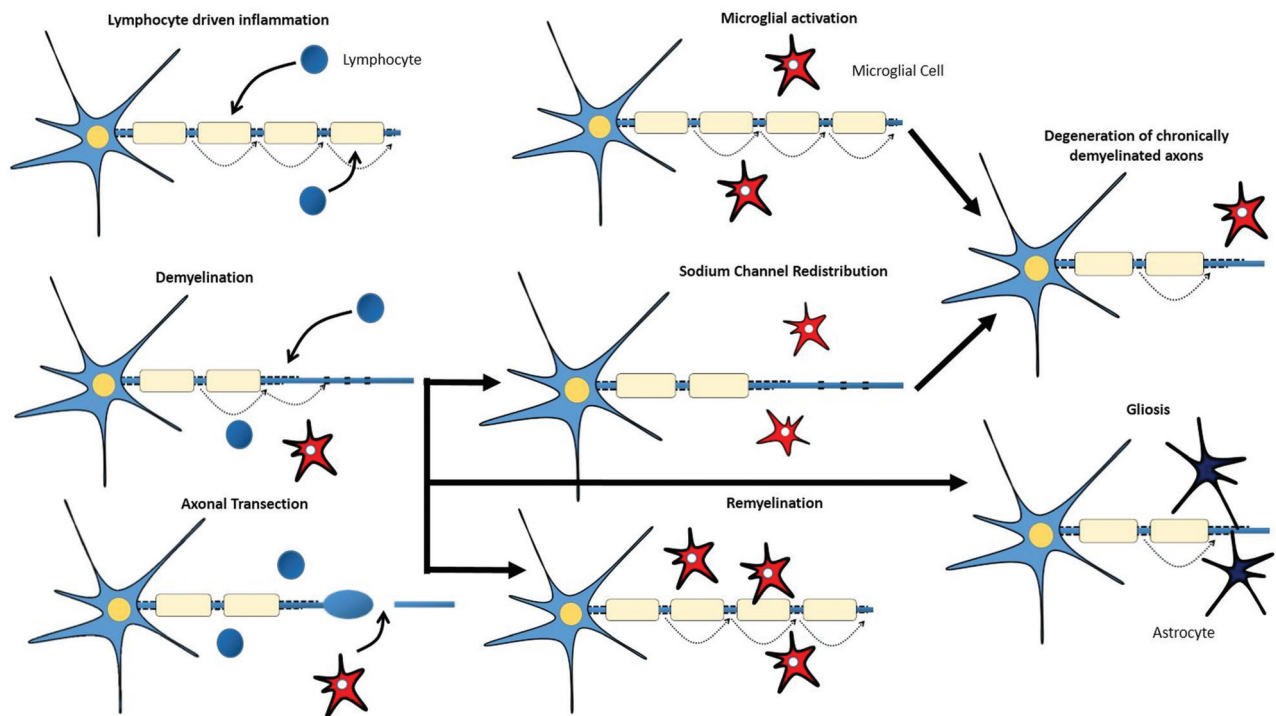 Lymphocyte driven inflammation
Lymphocyte
Microglial activation
Microglial Cell
Degeneration of chronically
demyelinated axons
Demyelination
Sodium Channel Redistribution
Gliosis
Axonal Transection
Remyelination
Astrocyte